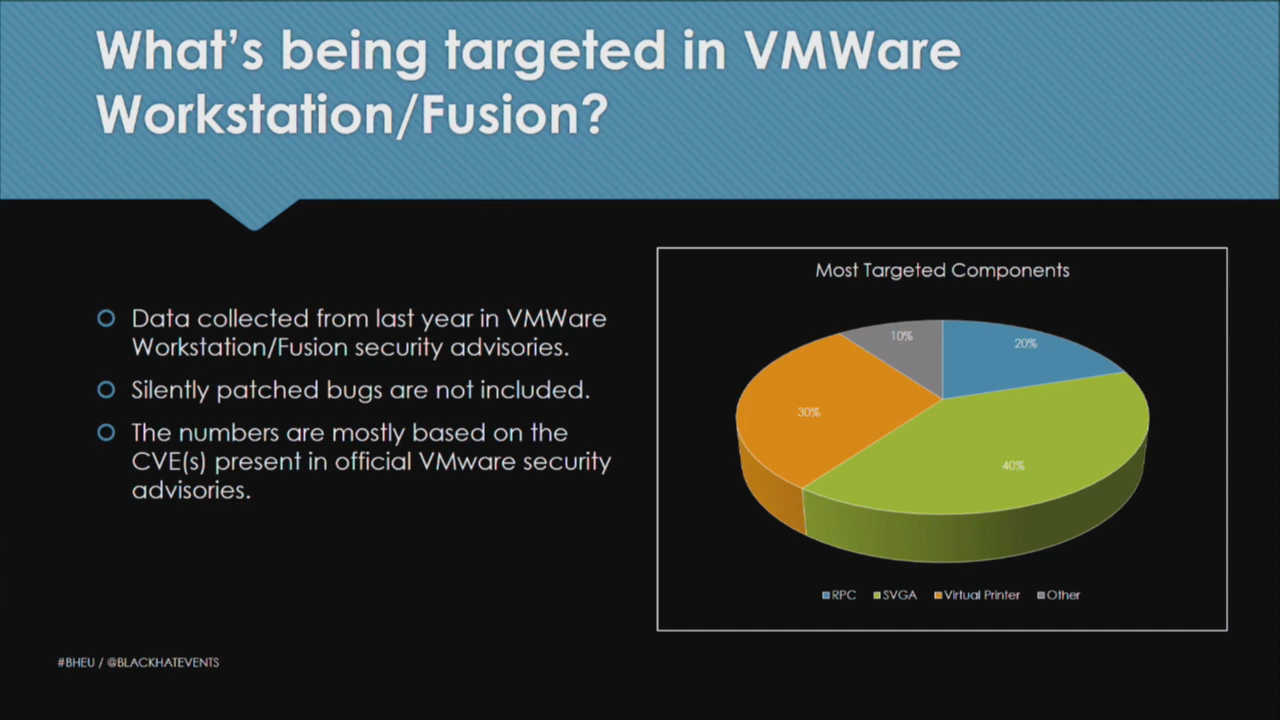 What's being targeted in VMWare
Workstation/Fusion?
Data collected from last year in VMWare
Workstation/Fusion security advisories.
Silently patched bugs are not included.
The numbers are mostly based on the
CVE(s) present in official VMware security
advisories.
Most Targeted Components
10%
20%
30%
40%
RPC SVGA Virtual Printer Other
#BHEU / @BLACKHATEVENTS